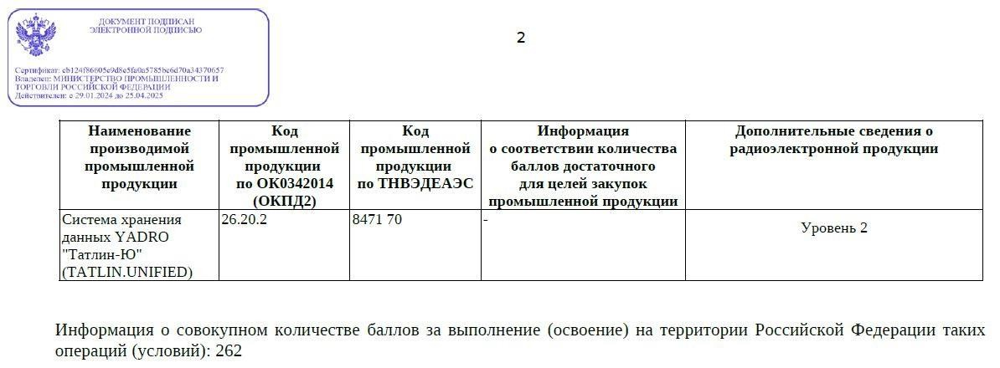 ДОКУМЕНТ ПОДПИСАН
ЭЛЕКТРОННОЙ ПОДПИСЬЮ
Сертификат: cb124f86605e9d8e5fa0a5785bc6d70a34370657
Владелец: МИНИСТЕРСТВО ПРОМЫШЛЕННОСТИ И
ТОРГОВЛИ РОССИЙСКОЙ ФЕДЕРАЦИИ
Действителен: с 29.01.2024 до 25.04.2025
2
Наименование
производимой
промышленной
продукции
Код
промышленной
продукции
по ОК0342014
(ОКПД2)
Код
промышленной
продукции
по ТНВЭДЕАЭС
Информация
о соответствии количества
баллов достаточного
для целей закупок
промышленной продукции
Дополнительные сведения о
радиоэлектронной продукции
Система хранения
данных YADRO
"Татлин-Ю"
(TATLIN.UNIFIED)
26.20.2
8471 70
-
Уровень 2
Информация о совокупном количестве баллов за выполнение (освоение) на территории Российской Федерации таких
операций (условий): 262